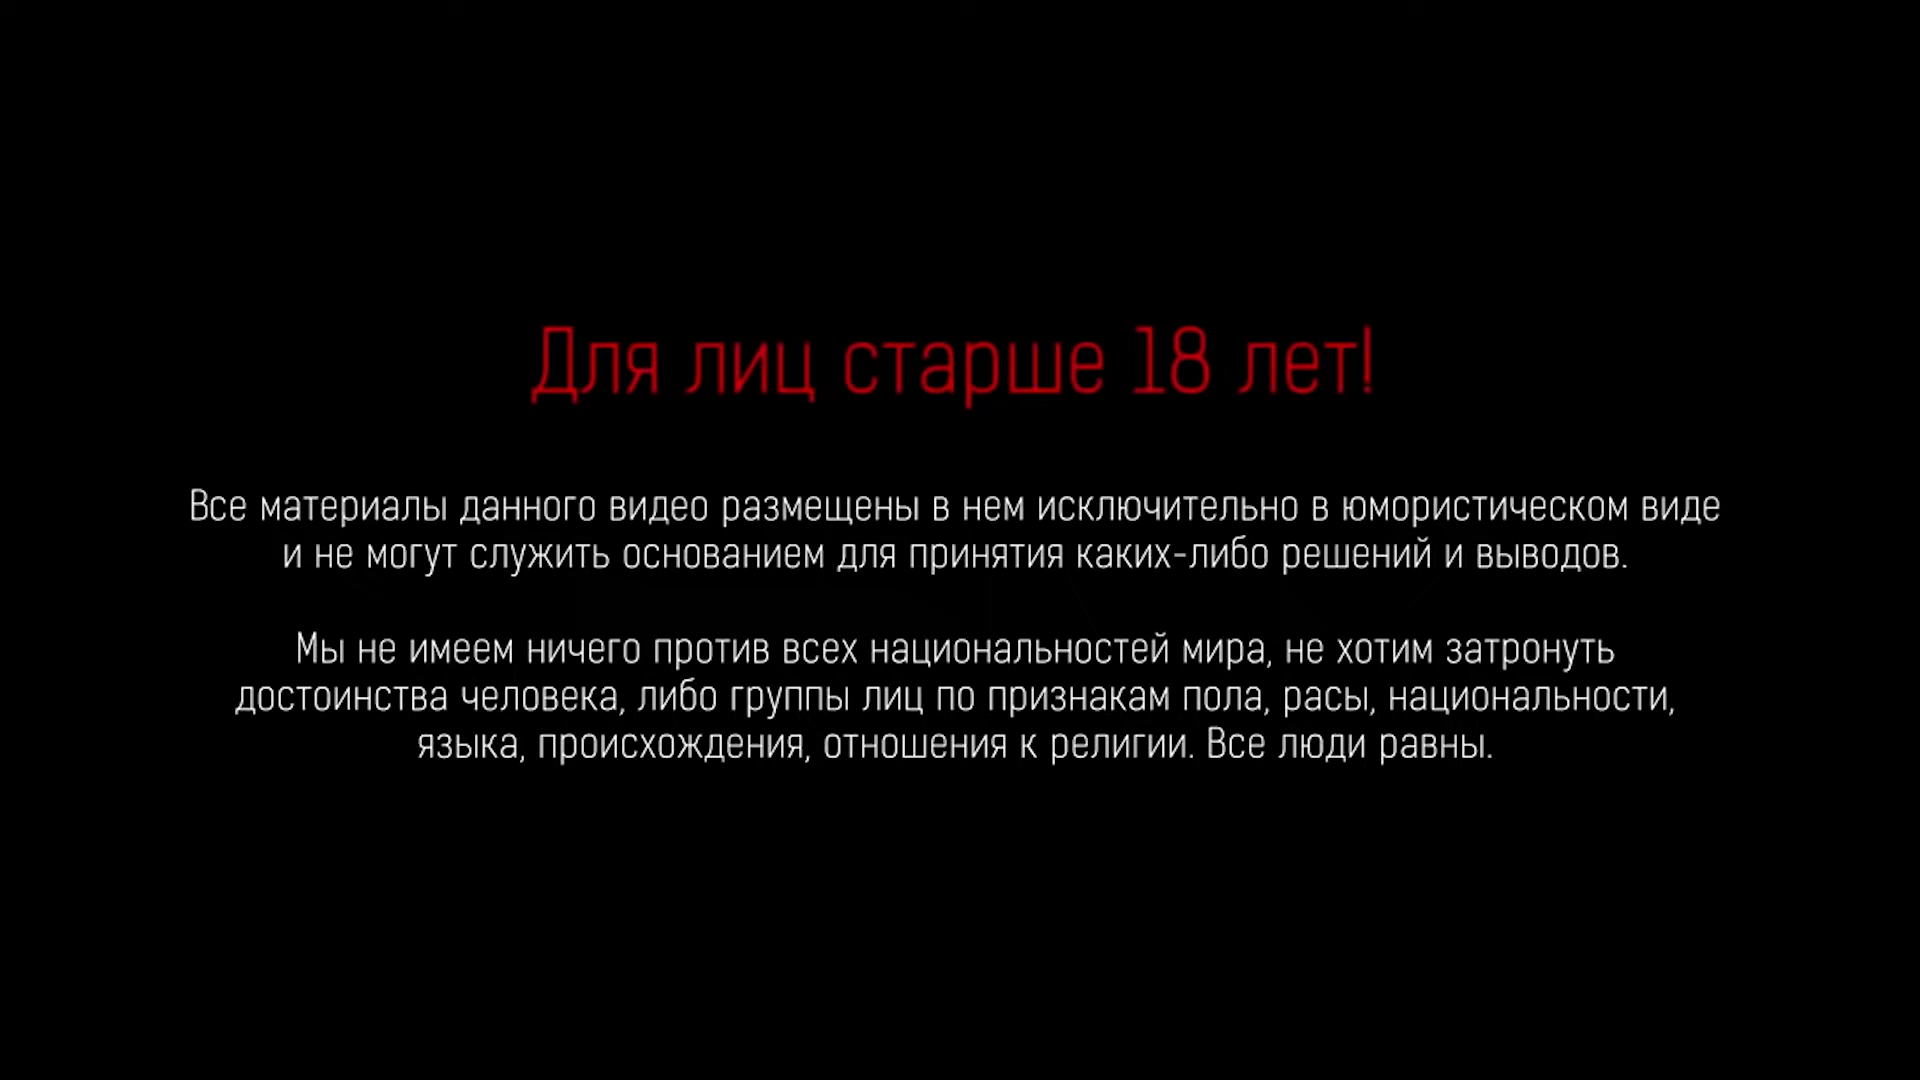 Для лиц старше 18 лет!
Все материалы данного видео размещены в нем исключительно в юмористическом виде
и не могут служить основанием для принятия каких-либо решений и выводов.
Мы не имеем ничего против всех национальностей мира, не хотим затронуть
достоинства человека, либо группы лиц по признакам пола, расы, национальности,
языка, происхождения, отношения к религии. Все люди равны.